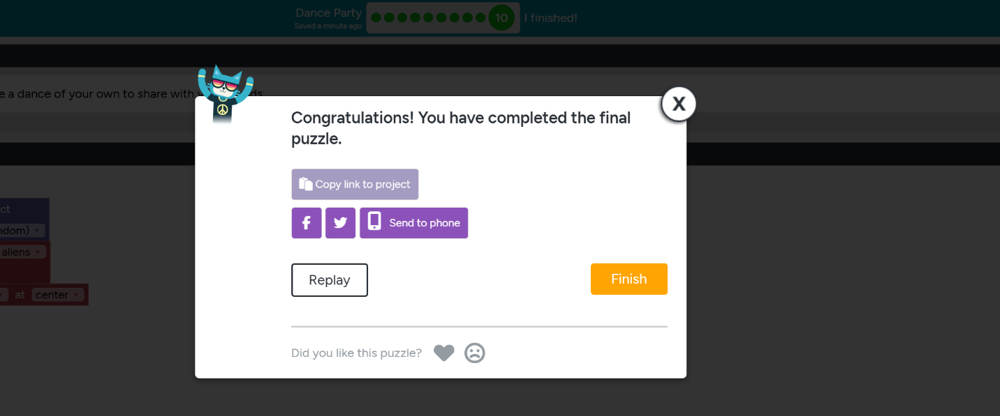 Dance Party
Saved a minute ago
10
I finished!
e a dance of your own to share with
X
Congratulations! You have completed the final
puzzle.
Copy link to project
Send to phone
Replay
Finish
Did you like this puzzle?
ct
ndom)
aliens
at center